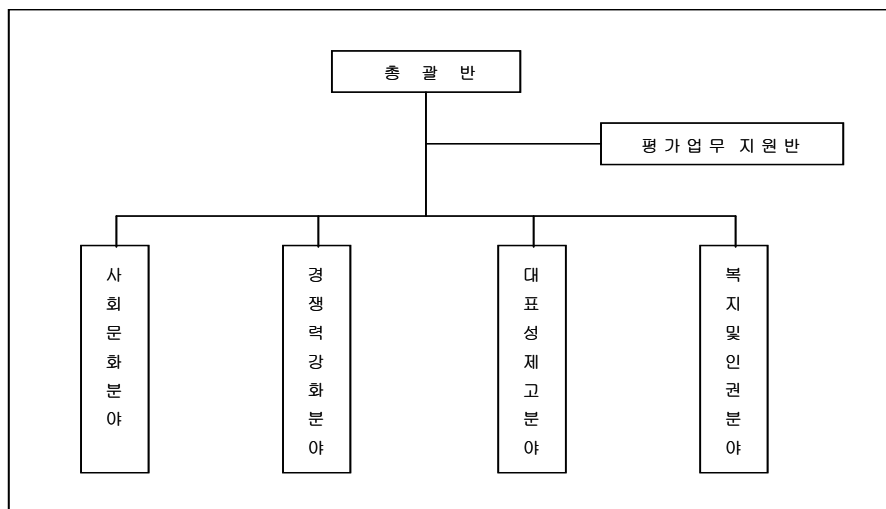 총 괄 반
평 가 업 무 지 원 반
사회문화분야
경쟁력강화분야
대표성제고분야
복지및인권분야